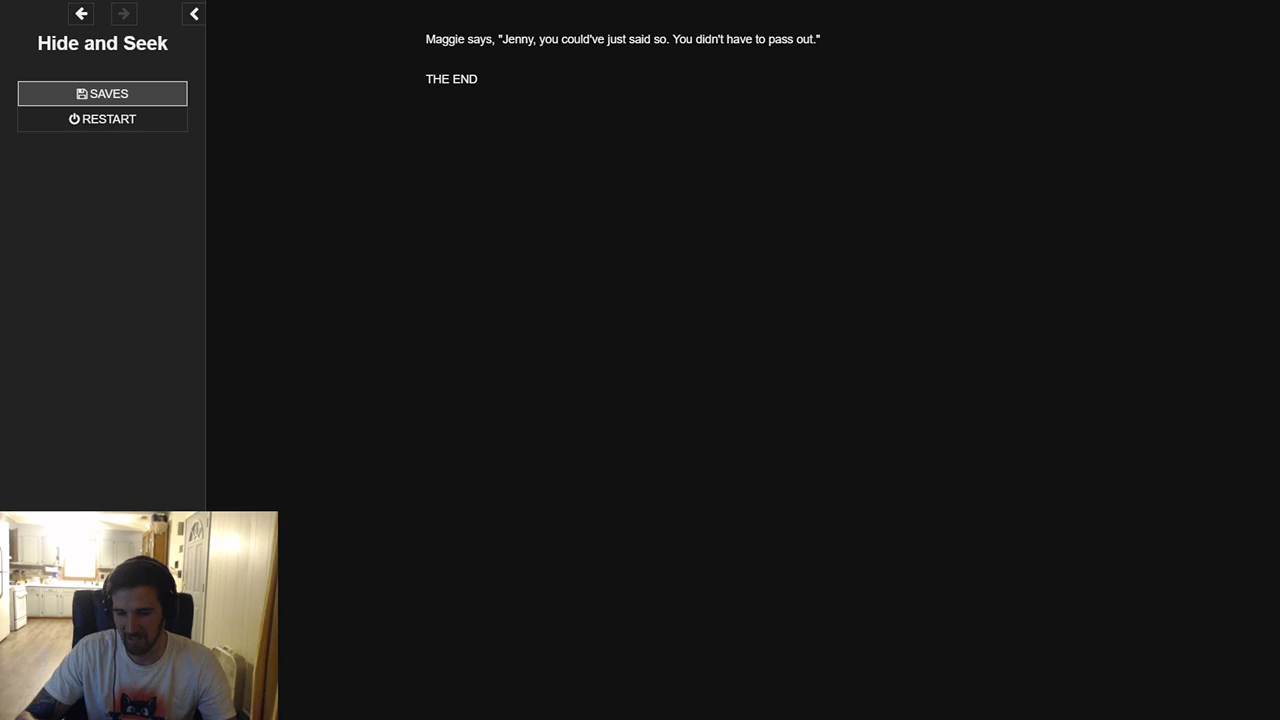 Hide and Seek
SAVES
RESTART
Maggie says, "Jenny, you could've just said so. You didn't have to pass out."
THE END